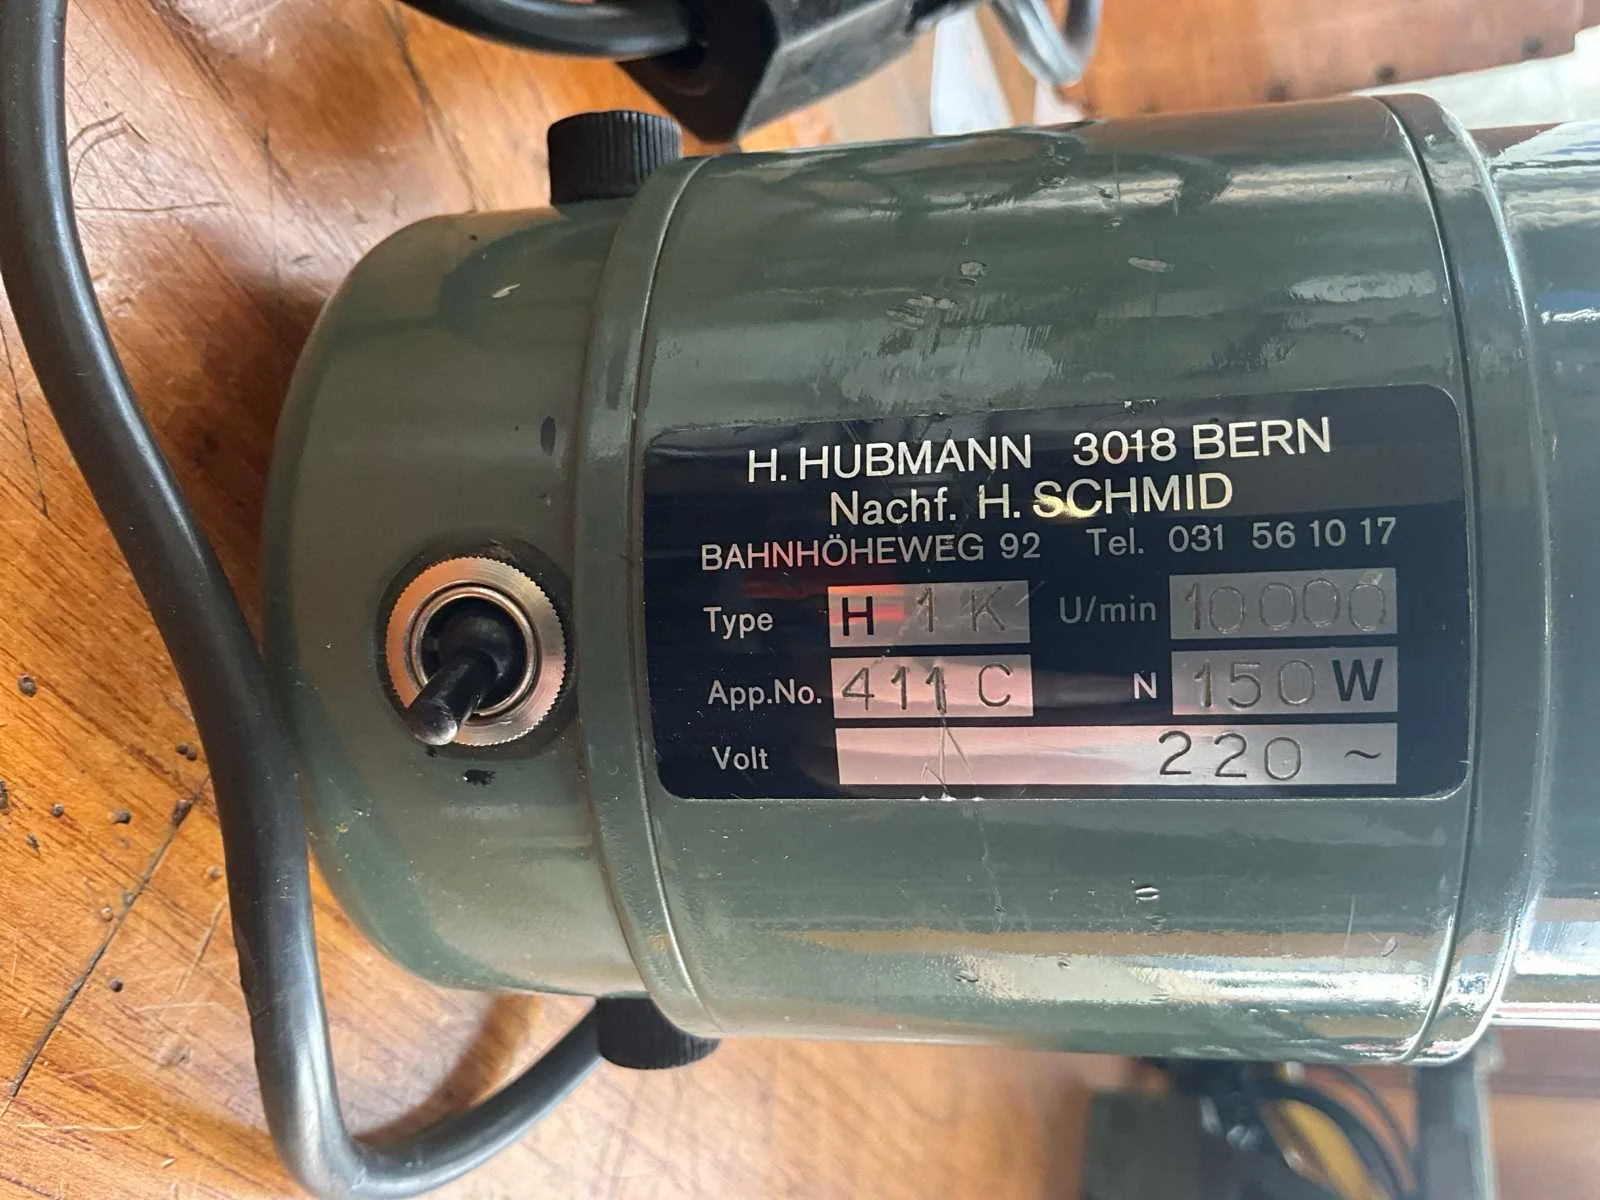 H. HUBMANN 3018 BERN
Nachf. H. SCHMID
BAHNHÖHEWEG 92 Tel. 031 56 10 17
Type H 1 K U/min 10000
App.No. 411 C N 150 W
Volt 220 ~